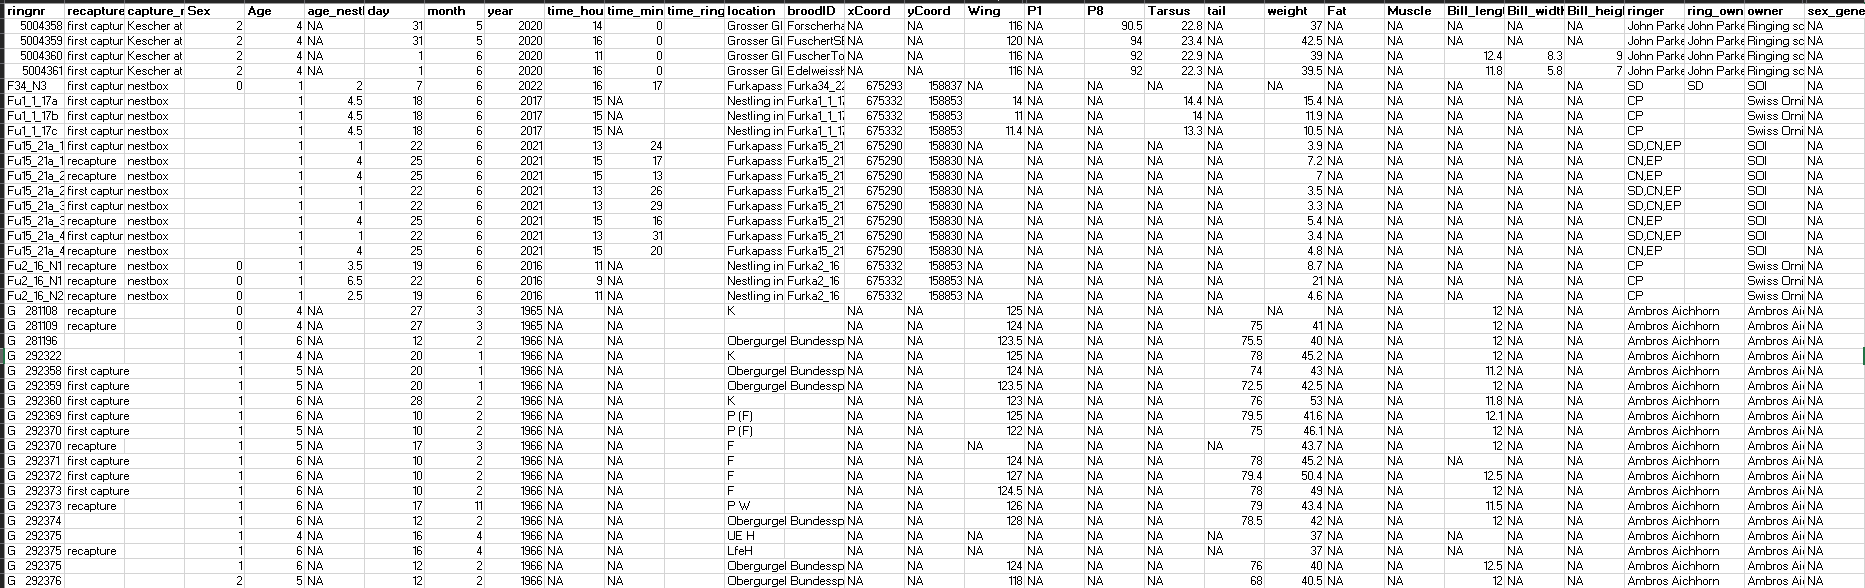 ringnr recapture capture_r Sex Age age_nestl day month year time_hou time_min time_ring location broodID xCoord yCoord Wing P1 P8 Tarsus tail weight Fat Muscle Bill_lengt Bill_width Bill_heigh ringer ring_own owner sex_gene
5004358 first captur Kescher at 2 4 NA 31 5 2020 14 0 Grosser Gl Forscherha NA NA 116 NA 90.5 22.8 NA 37 NA NA NA NA NA John Parke John Parke Ringing sc NA
5004359 first captur Kescher at 2 4 NA 31 5 2020 16 0 Grosser Gl FuschertSE NA NA 120 NA 94 23.4 NA 42.5 NA NA NA NA NA John Parke John Parke Ringing sc NA
5004360 first captur Kescher at 2 4 NA 1 6 2020 11 0 Grosser Gl FuscherTo NA NA 116 NA 92 22.9 NA 39 NA NA 12.4 8.3 9 John Parke John Parke Ringing sc NA
5004361 first captur Kescher at 2 4 NA 1 6 2020 16 0 Grosser Gl Edelweissh NA NA 116 NA 92 22.3 NA 39.5 NA NA 11.8 5.8 7 John Parke John Parke Ringing sc NA
F34_N3 first captur nestbox 0 1 2 7 6 2022 16 17 Furkapass Furka34_22 675293 158837 NA NA NA NA NA NA NA NA NA NA NA SD SD SOI NA
Fu1_1_17a first captur nestbox 1 4.5 18 6 2017 15 NA Nestling in Furka1_1_17 675332 158853 14 NA NA 14.4 NA 15.4 NA NA NA NA NA CP Swiss Orni NA
Fu1_1_17b first captur nestbox 1 4.5 18 6 2017 15 NA Nestling in Furka1_1_17 675332 158853 11 NA NA 14 NA 11.9 NA NA NA NA NA CP Swiss Orni NA
Fu1_1_17c first captur nestbox 1 4.5 18 6 2017 15 NA Nestling in Furka1_1_17 675332 158853 11.4 NA NA 13.3 NA 10.5 NA NA NA NA NA CP Swiss Orni NA
Fu15_21a_1 first captur nestbox 1 1 22 6 2021 13 24 Furkapass Furka15_21 675290 158830 NA NA NA NA NA 3.9 NA NA NA NA NA SD,CN,EP SOI NA
Fu15_21a_1 recapture nestbox 1 4 25 6 2021 15 17 Furkapass Furka15_21 675290 158830 NA NA NA NA NA 7.2 NA NA NA NA NA CN,EP SOI NA
Fu15_21a_2 recapture nestbox 1 4 25 6 2021 15 13 Furkapass Furka15_21 675290 158830 NA NA NA NA NA 7 NA NA NA NA NA CN,EP SOI NA
Fu15_21a_2 first captur nestbox 1 1 22 6 2021 13 26 Furkapass Furka15_21 675290 158830 NA NA NA NA NA 3.5 NA NA NA NA NA SD,CN,EP SOI NA
Fu15_21a_3 first captur nestbox 1 1 22 6 2021 13 29 Furkapass Furka15_21 675290 158830 NA NA NA NA NA 3.3 NA NA NA NA NA SD,CN,EP SOI NA
Fu15_21a_3 recapture nestbox 1 4 25 6 2021 15 16 Furkapass Furka15_21 675290 158830 NA NA NA NA NA 5.4 NA NA NA NA NA CN,EP SOI NA
Fu15_21a_4 first captur nestbox 1 1 22 6 2021 13 31 Furkapass Furka15_21 675290 158830 NA NA NA NA NA 3.4 NA NA NA NA NA SD,CN,EP SOI NA
Fu15_21a_4 recapture nestbox 1 4 25 6 2021 15 20 Furkapass Furka15_21 675290 158830 NA NA NA NA NA 4.8 NA NA NA NA NA CN,EP SOI NA
Fu2_16_N1 recapture nestbox 0 1 3.5 19 6 2016 11 NA Nestling in Furka2_16 675332 158853 NA NA NA NA NA 8.7 NA NA NA NA NA CP Swiss Orni NA
Fu2_16_N1 recapture nestbox 0 1 6.5 22 6 2016 9 NA Nestling in Furka2_16 675332 158853 NA NA NA NA NA 21 NA NA NA NA NA CP Swiss Orni NA
Fu2_16_N2 recapture nestbox 0 1 2.5 19 6 2016 11 NA Nestling in Furka2_16 675332 158853 NA NA NA NA NA 4.6 NA NA NA NA NA CP Swiss Orni NA
G 281108 recapture 0 4 NA 27 3 1965 NA NA K NA NA 125 NA NA NA NA NA NA NA 12 NA NA Ambros Aichhorn Ambros Ai NA
G 281109 recapture 0 4 NA 27 3 1965 NA NA NA NA 124 NA NA NA 75 41 NA NA 12 NA NA Ambros Aichhorn Ambros Ai NA
G 281196 1 6 NA 12 2 1966 NA NA Obergurgel Bundessp NA NA 123.5 NA NA NA 75.5 40 NA NA 12 NA NA Ambros Aichhorn Ambros Ai NA
G 292322 1 4 NA 20 1 1966 NA NA K NA NA 125 NA NA NA 78 45.2 NA NA 12 NA NA Ambros Aichhorn Ambros Ai NA
G 292358 first capture 1 5 NA 20 1 1966 NA NA Obergurgel Bundessp NA NA 124 NA NA NA 74 43 NA NA 11.2 NA NA Ambros Aichhorn Ambros Ai NA
G 292359 first capture 1 5 NA 20 1 1966 NA NA Obergurgel Bundessp NA NA 123.5 NA NA NA 72.5 42.5 NA NA 12 NA NA Ambros Aichhorn Ambros Ai NA
G 292360 first capture 1 6 NA 28 2 1966 NA NA K NA NA 123 NA NA NA 76 53 NA NA 11.8 NA NA Ambros Aichhorn Ambros Ai NA
G 292369 first capture 1 6 NA 10 2 1966 NA NA P (F) NA NA 125 NA NA NA 79.5 41.6 NA NA 12.1 NA NA Ambros Aichhorn Ambros Ai NA
G 292370 first capture 1 5 NA 10 2 1966 NA NA P (F) NA NA 122 NA NA NA 75 46.1 NA NA 12 NA NA Ambros Aichhorn Ambros Ai NA
G 292370 recapture 1 5 NA 17 3 1966 NA NA F NA NA NA NA NA NA NA 43.7 NA NA 12 NA NA Ambros Aichhorn Ambros Ai NA
G 292371 first capture 1 6 NA 10 2 1966 NA NA F NA NA 124 NA NA NA 78 45.2 NA NA NA NA NA Ambros Aichhorn Ambros Ai NA
G 292372 first capture 1 6 NA 10 2 1966 NA NA F NA NA 127 NA NA NA 79.4 50.4 NA NA 12.5 NA NA Ambros Aichhorn Ambros Ai NA
G 292373 first capture 1 6 NA 10 2 1966 NA NA F NA NA 124.5 NA NA NA 78 49 NA NA 12 NA NA Ambros Aichhorn Ambros Ai NA
G 292373 recapture 1 6 NA 17 11 1966 NA NA P W NA NA 126 NA NA NA 79 43.4 NA NA 11.5 NA NA Ambros Aichhorn Ambros Ai NA
G 292374 1 6 NA 12 2 1966 NA NA Obergurgel Bundessp NA NA 128 NA NA NA 78.5 42 NA NA 12 NA NA Ambros Aichhorn Ambros Ai NA
G 292375 1 4 NA 16 4 1966 NA NA UE H NA NA NA NA NA NA NA 37 NA NA NA NA NA Ambros Aichhorn Ambros Ai NA
G 292375 recapture 1 6 NA 16 4 1966 NA NA LfeH NA NA NA NA NA NA NA 37 NA NA NA NA NA Ambros Aichhorn Ambros Ai NA
G 292375 1 6 NA 12 2 1966 NA NA Obergurgel Bundessp NA NA 124 NA NA NA 76 40 NA NA 12.5 NA NA Ambros Aichhorn Ambros Ai NA
G 292376 2 5 NA 12 2 1966 NA NA Obergurgel Bundessp NA NA 118 NA NA NA 68 40.5 NA NA 12 NA NA Ambros Aichhorn Ambros Ai NA